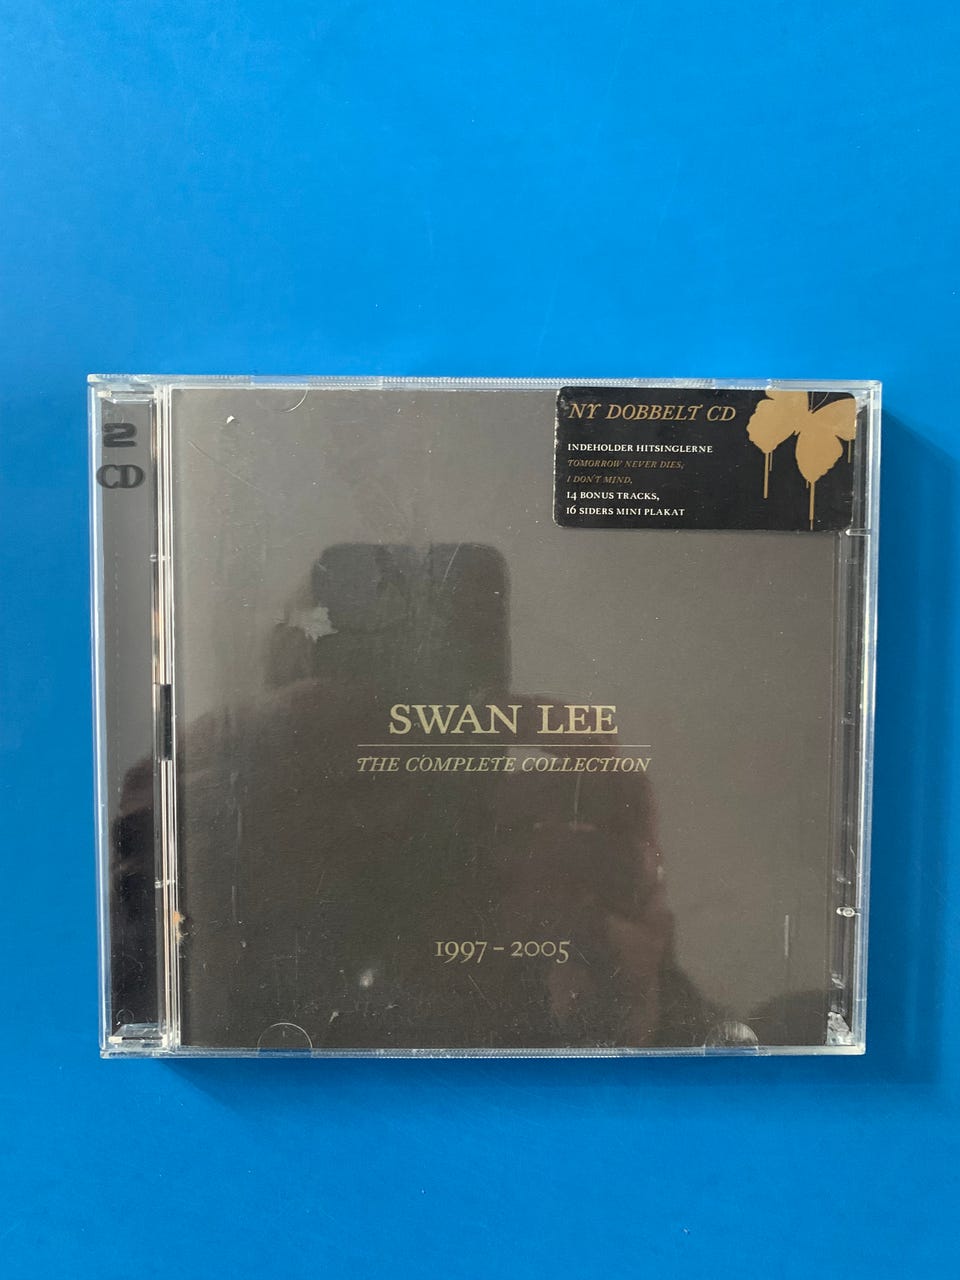 2
CD
NY DOBBELT CD
INDEHOLDER HITSINGLERNE
TOMORROW NEVER DIES,
I DON'T MIND,
14 BONUS TRACKS,
16 SIDERS MINI PLAKAT
SWAN LEE
THE COMPLETE COLLECTION
1997-2005